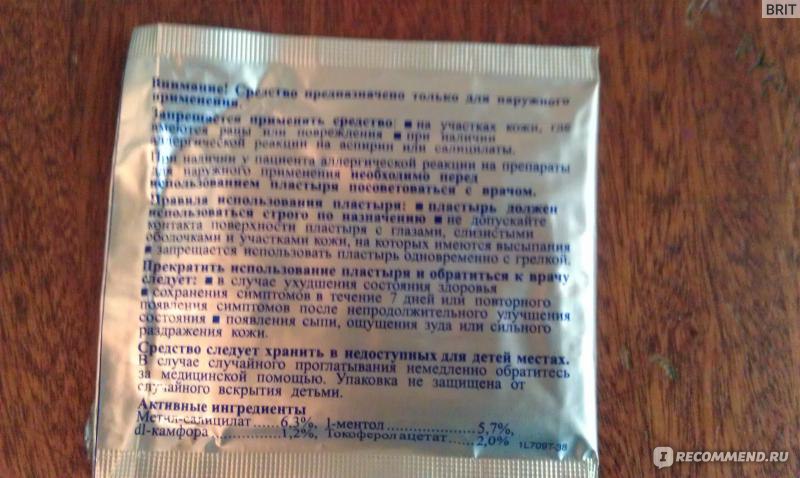 BRIT
Внимание! Средство предназначено только для наружного
применения.
Запрещается применять средство: ■ на участках кожи, где
имеются раны или повреждения ■ при наличии
аллергической реакции на аспирин или салицилаты.
При наличии у пациента аллергической реакции на препараты
для наружного применения необходимо перед
использованием пластыря посоветоваться с врачом.
Правила использования пластыря: ■ пластырь должен
использоваться строго по назначению ■ не допускайте
контакта поверхности пластыря с глазами, слизистыми
оболочками и участками кожи, на которых имеются высыпания
■ запрещается использовать пластырь одновременно с грелкой.
Прекратить использование пластыря и обратиться к врачу
следует: ■ в случае ухудшения состояния здоровья
■ сохранения симптомов в течение 7 дней или повторного
появления симптомов после непродолжительного улучшения
состояния ■ появления сыпи, ощущения зуда или сильного
раздражения кожи.
Средство следует хранить в недоступных для детей местах.
В случае случайного проглатывания немедленно обратитесь
за медицинской помощью. Упаковка не защищена от
случайного вскрытия детьми.
Активные ингредиенты
Метил-салицилат.....6,3%, l-ментол.................5,7%,
dl-камфора..............1,2%, Токоферол ацетат.....2,0%
1L709T-38
IRECOMMEND.RU